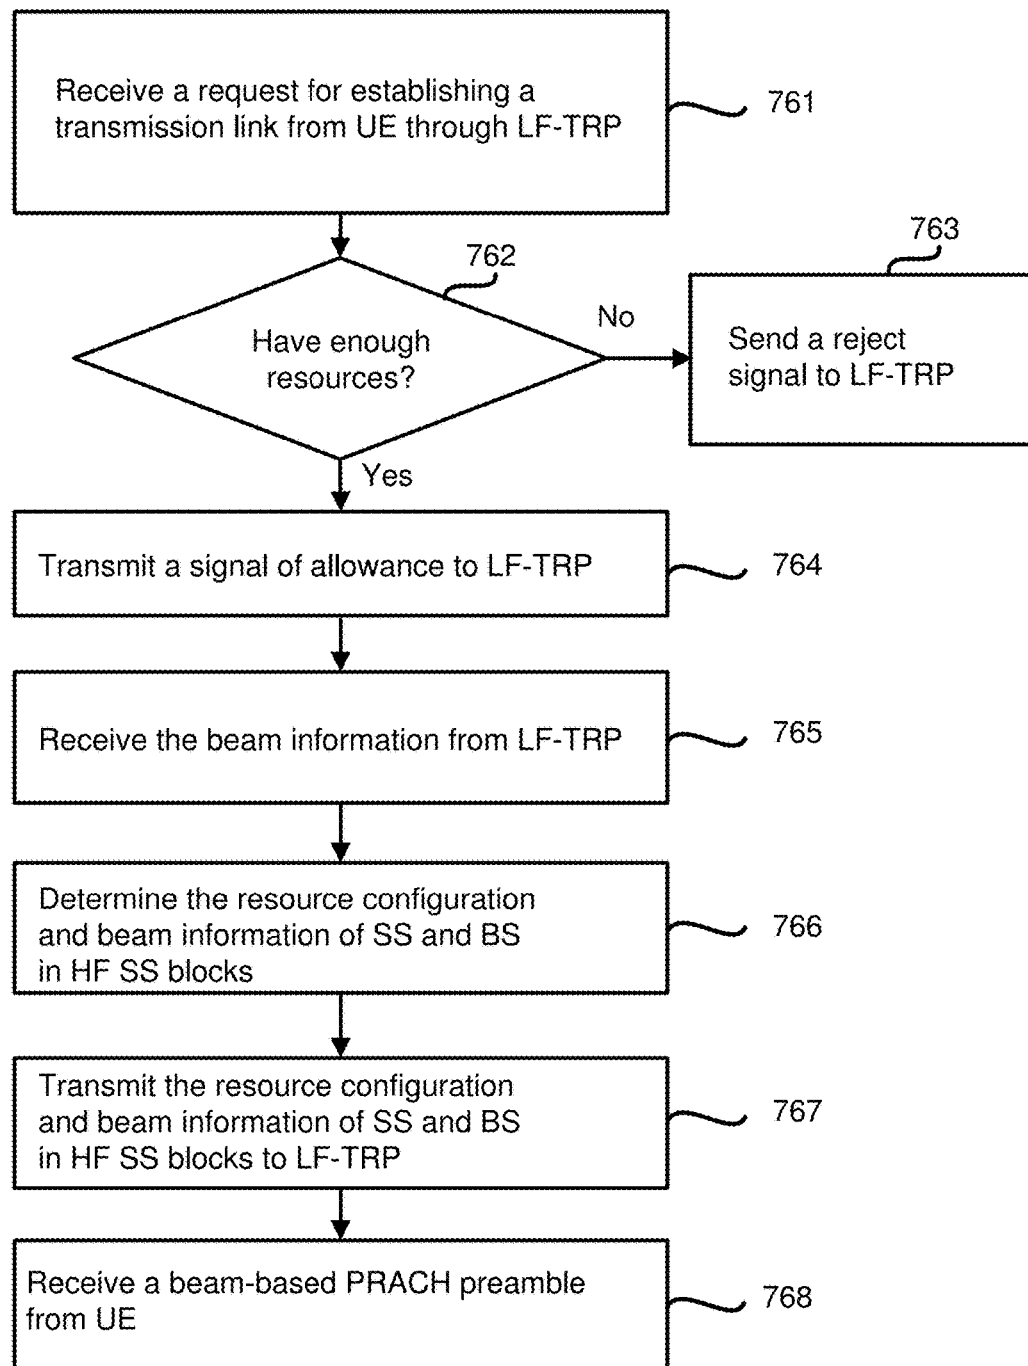 Receive a request for establishing a
transmission link from UE through LF-TRP
761
762
763
Have enough
resources?
No
Send a reject
signal to LF-TRP
Yes
Transmit a signal of allowance to LF-TRP
764
Receive the beam information from LF-TRP
765
Determine the resource configuration
and beam information of SS and BS
in HF SS blocks
766
Transmit the resource configuration
and beam information of SS and BS
in HF SS blocks to LF-TRP
767
Receive a beam-based PRACH preamble
from UE
768